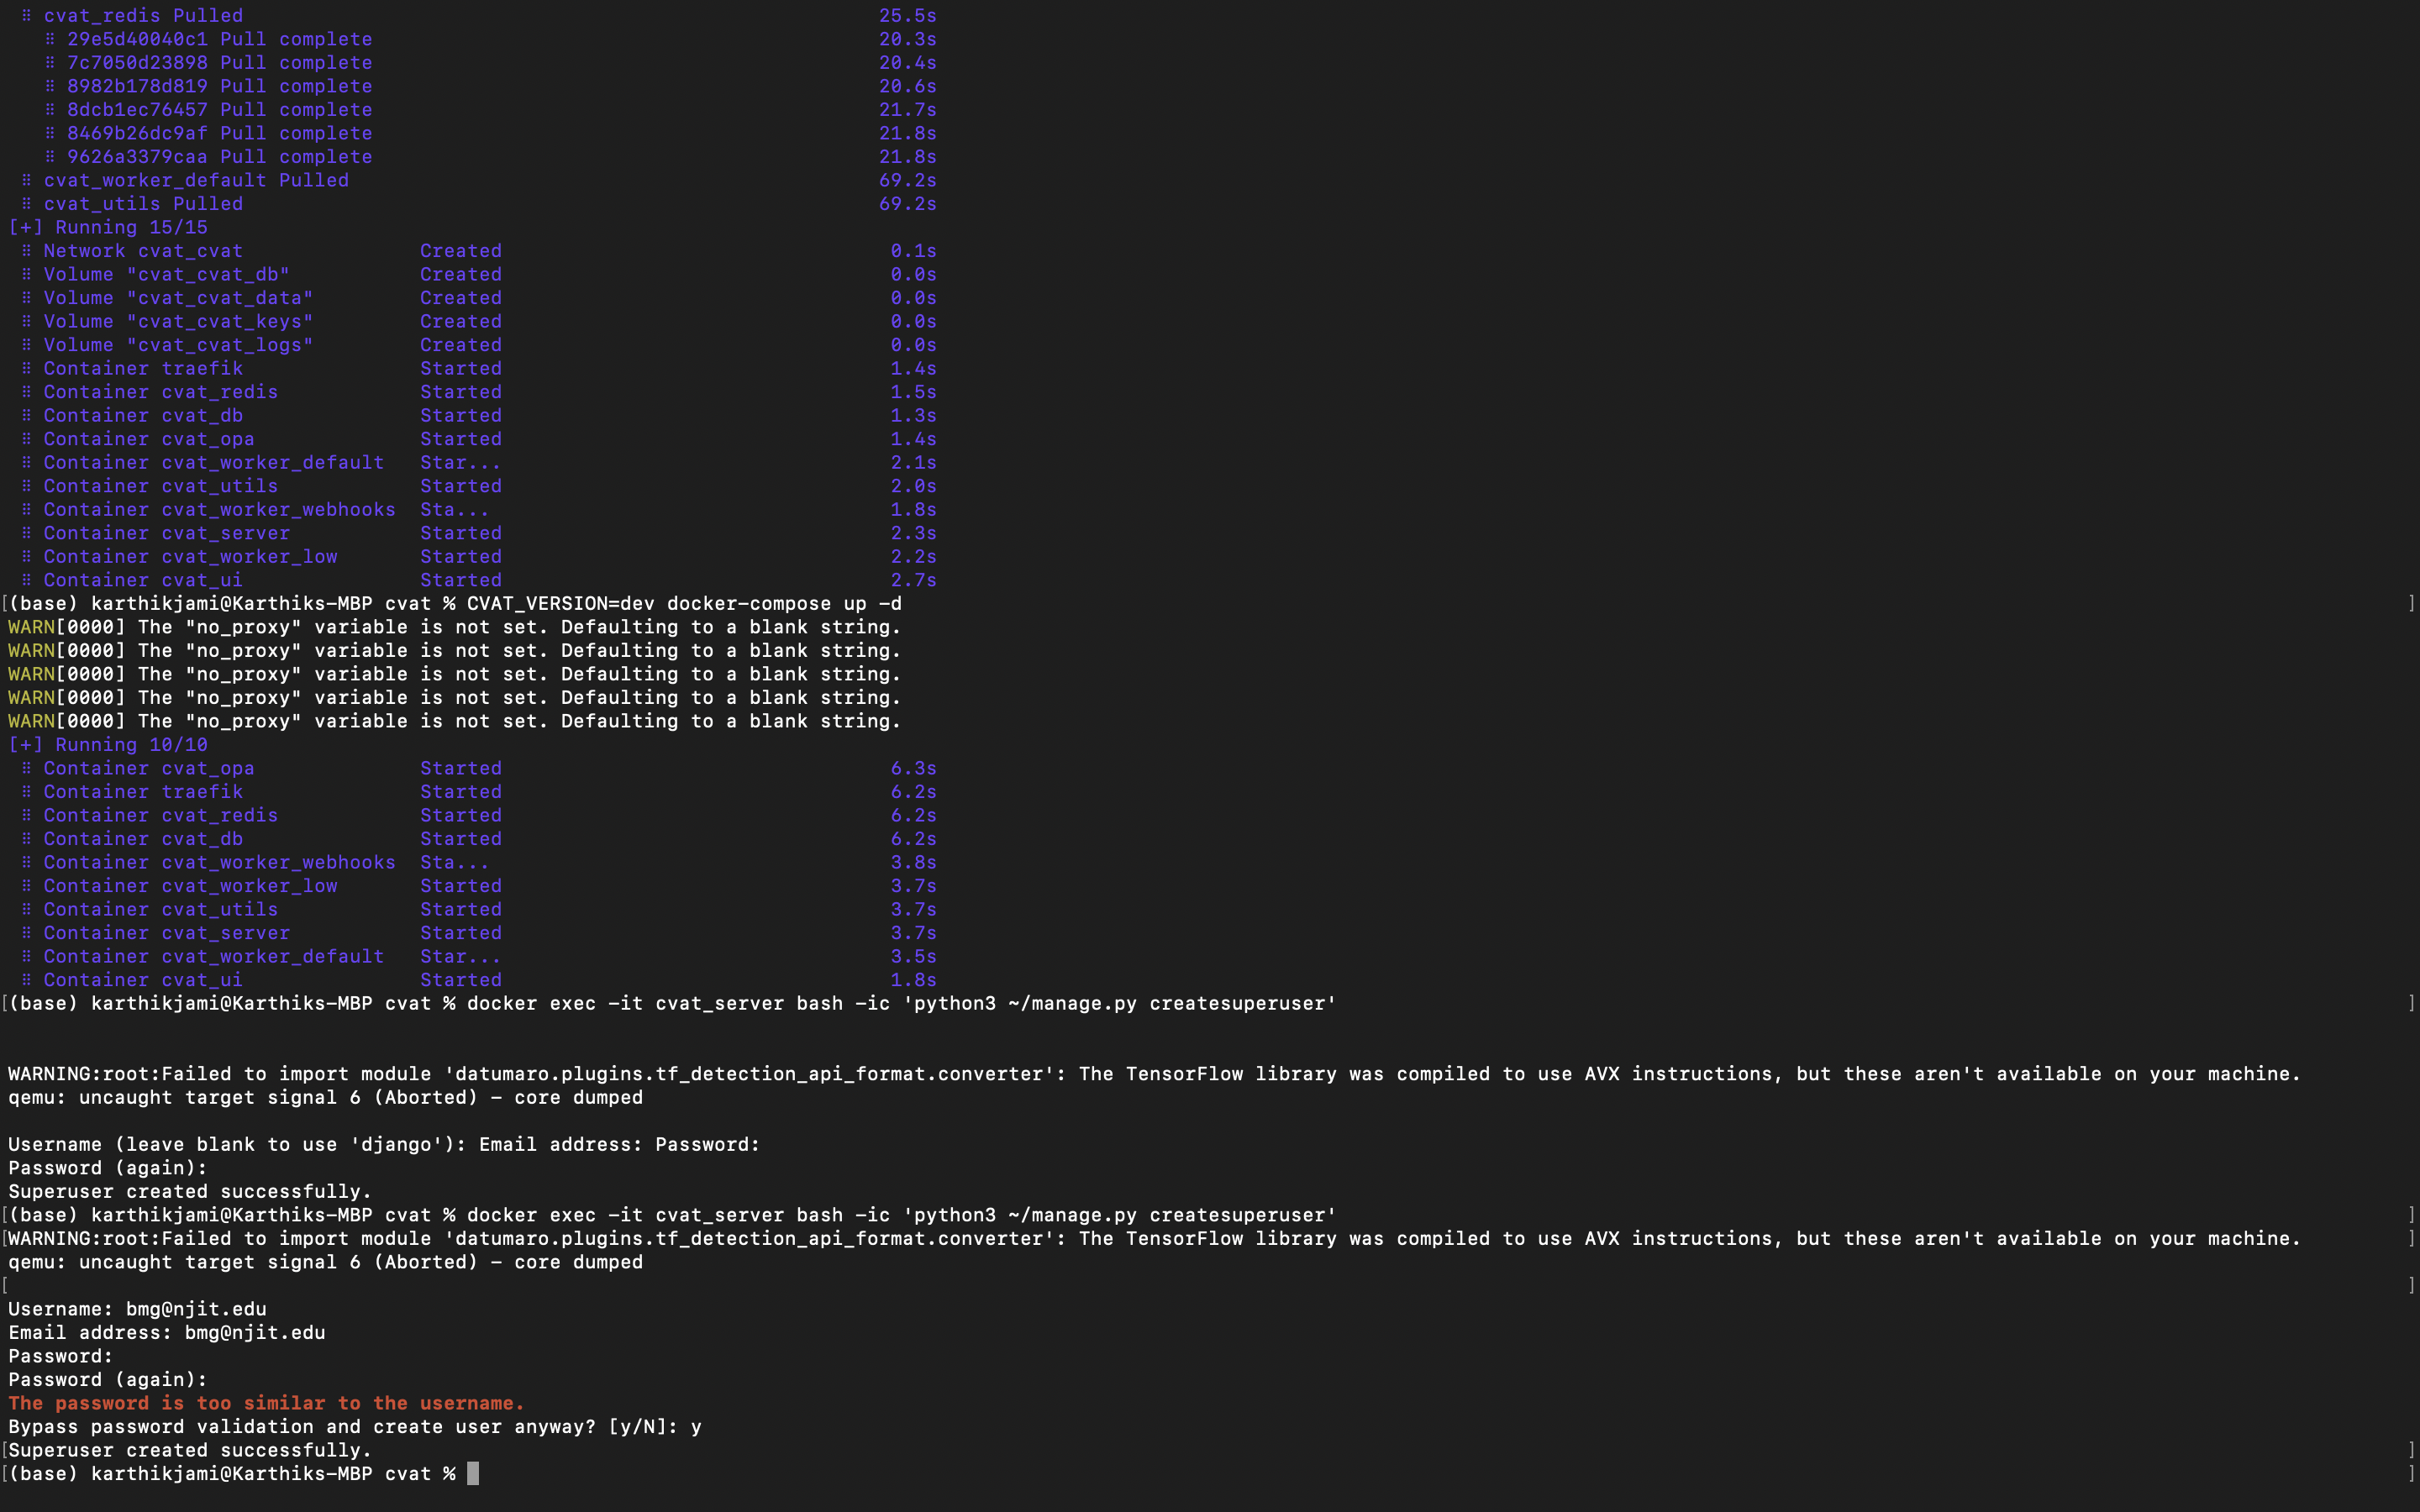 ⠿ cvat_redis Pulled 25.5s
⠿ 29e5d40040c1 Pull complete 20.3s
⠿ 7c7050d23898 Pull complete 20.4s
⠿ 8982b178d819 Pull complete 20.6s
⠿ 8dcb1ec76457 Pull complete 21.7s
⠿ 8469b26dc9af Pull complete 21.8s
⠿ 9626a3379caa Pull complete 21.8s
⠿ cvat_worker_default Pulled 69.2s
⠿ cvat_utils Pulled 69.2s
[+] Running 15/15
⠿ Network cvat_cvat Created 0.1s
⠿ Volume "cvat_cvat_db" Created 0.0s
⠿ Volume "cvat_cvat_data" Created 0.0s
⠿ Volume "cvat_cvat_keys" Created 0.0s
⠿ Volume "cvat_cvat_logs" Created 0.0s
⠿ Container traefik Started 1.4s
⠿ Container cvat_redis Started 1.5s
⠿ Container cvat_db Started 1.3s
⠿ Container cvat_opa Started 1.4s
⠿ Container cvat_worker_default Star... 2.1s
⠿ Container cvat_utils Started 2.0s
⠿ Container cvat_worker_webhooks Sta... 1.8s
⠿ Container cvat_server Started 2.3s
⠿ Container cvat_worker_low Started 2.2s
⠿ Container cvat_ui Started 2.7s
[(base) karthikjami@Karthiks-MBP cvat % CVAT_VERSION=dev docker-compose up -d ]
WARN[0000] The "no_proxy" variable is not set. Defaulting to a blank string.
WARN[0000] The "no_proxy" variable is not set. Defaulting to a blank string.
WARN[0000] The "no_proxy" variable is not set. Defaulting to a blank string.
WARN[0000] The "no_proxy" variable is not set. Defaulting to a blank string.
WARN[0000] The "no_proxy" variable is not set. Defaulting to a blank string.
[+] Running 10/10
⠿ Container cvat_opa Started 6.3s
⠿ Container traefik Started 6.2s
⠿ Container cvat_redis Started 6.2s
⠿ Container cvat_db Started 6.2s
⠿ Container cvat_worker_webhooks Sta... 3.8s
⠿ Container cvat_worker_low Started 3.7s
⠿ Container cvat_utils Started 3.7s
⠿ Container cvat_server Started 3.7s
⠿ Container cvat_worker_default Star... 3.5s
⠿ Container cvat_ui Started 1.8s
[(base) karthikjami@Karthiks-MBP cvat % docker exec -it cvat_server bash -ic 'python3 ~/manage.py createsuperuser' ]
WARNING:root:Failed to import module 'datumaro.plugins.tf_detection_api_format.converter': The TensorFlow library was compiled to use AVX instructions, but these aren't available on your machine.
qemu: uncaught target signal 6 (Aborted) - core dumped
Username (leave blank to use 'django'): Email address: Password:
Password (again):
Superuser created successfully.
[(base) karthikjami@Karthiks-MBP cvat % docker exec -it cvat_server bash -ic 'python3 ~/manage.py createsuperuser' ]
[WARNING:root:Failed to import module 'datumaro.plugins.tf_detection_api_format.converter': The TensorFlow library was compiled to use AVX instructions, but these aren't available on your machine. ]
qemu: uncaught target signal 6 (Aborted) - core dumped
[ ]
Username: bmg@njit.edu
Email address: bmg@njit.edu
Password:
Password (again):
The password is too similar to the username.
Bypass password validation and create user anyway? [y/N]: y
[Superuser created successfully. ]
[(base) karthikjami@Karthiks-MBP cvat % ]